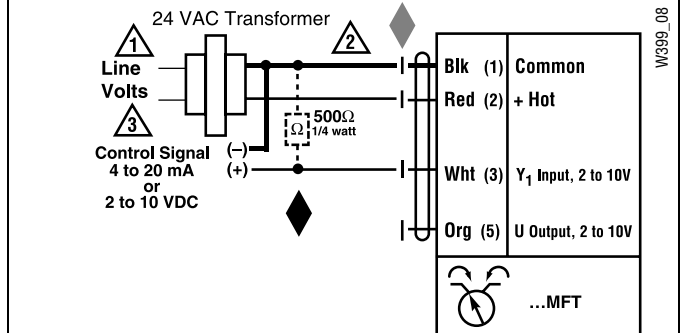 24 VAC Transformer
1
2
W399_08
Line
Volts
Blk (1) Common
Red (2) + Hot
3
500Ω
Ω
1/4 watt
Control Signal
4 to 20 mA
or
2 to 10 VDC
(–)
(+)
Wht (3) Y1 Input, 2 to 10V
Org (5) U Output, 2 to 10V
...MFT